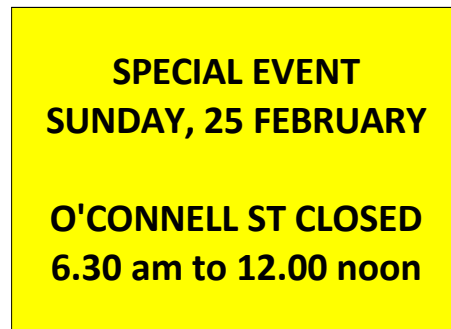 SPECIAL EVENT
SUNDAY, 25 FEBRUARY
O'CONNELL ST CLOSED
6.30 am to 12.00 noon